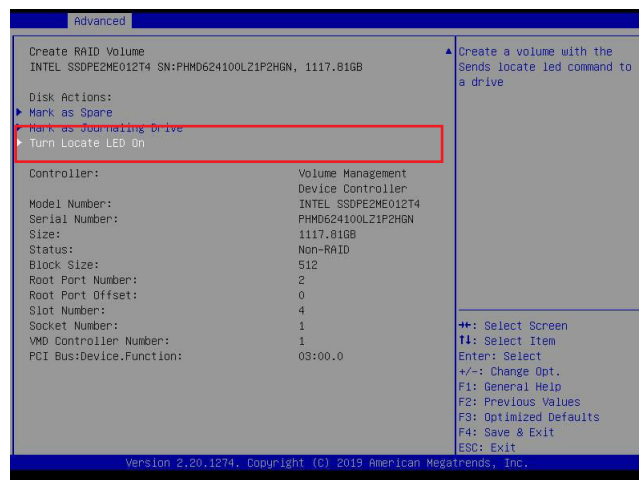 Advanced
Create RAID Volume
INTEL SSDPE2ME012T4 SN:PHMD624100LZ1P2HGN, 1117.81GB
Disk Actions:
Mark as Spare
Mark as Journaling Drive
Turn Locate LED On
Controller: Volume Management
Device Controller
Model Number: INTEL SSDPE2ME012T4
Serial Number: PHMD624100LZ1P2HGN
Size: 1117.81GB
Status: Non-RAID
Block Size: 512
Root Port Number: 2
Root Port Offset: 0
Slot Number: 4
Socket Number: 1
VMD Controller Number: 1
PCI Bus:Device.Function: 03:00.0
Create a volume with the
Sends locate led command to
a drive
→←: Select Screen
↑↓: Select Item
Enter: Select
+/-: Change Opt.
F1: General Help
F2: Previous Values
F3: Optimized Defaults
F4: Save & Exit
ESC: Exit
Version 2.20.1274. Copyright (C) 2019 American Megatrends, Inc.